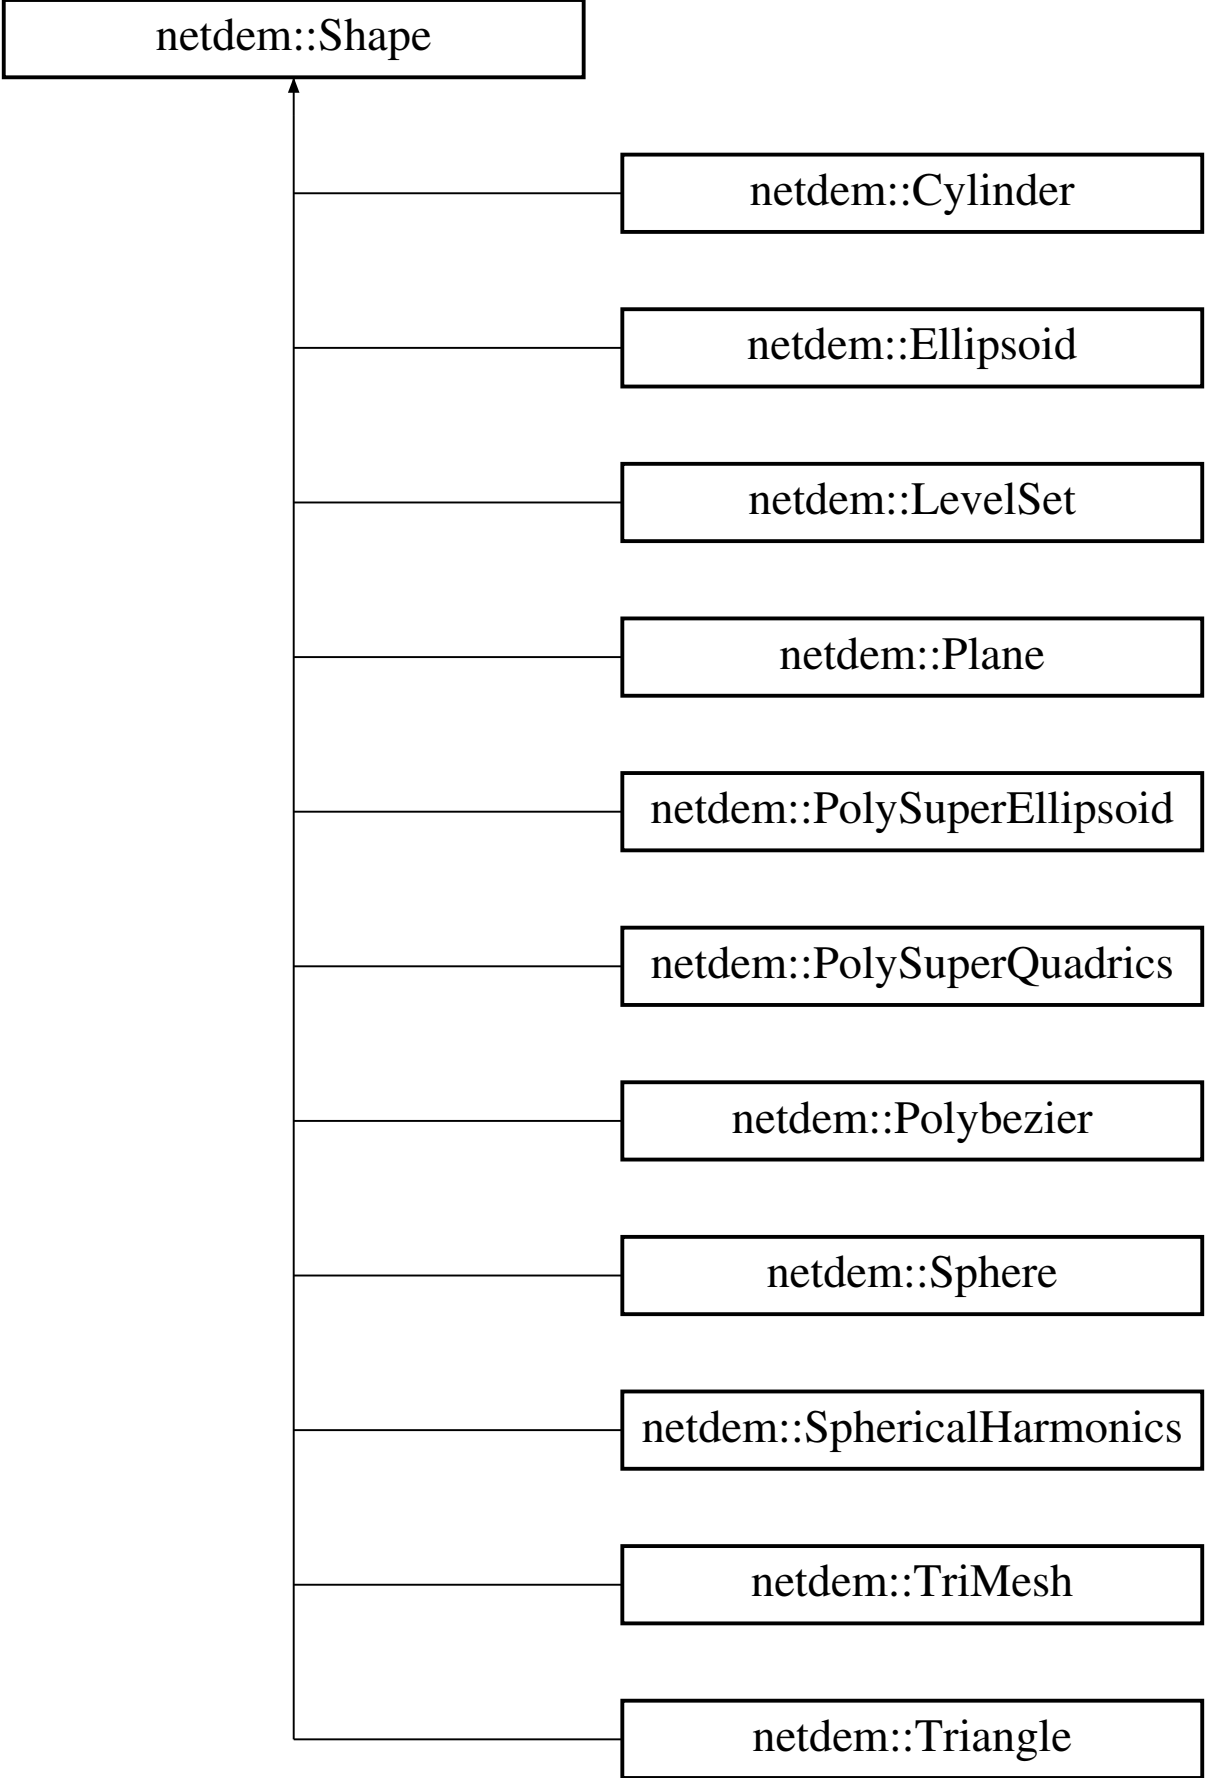 netdem::Shape
netdem::Cylinder
netdem::Ellipsoid
netdem::LevelSet
netdem::Plane
netdem::PolySuperEllipsoid
netdem::PolySuperQuadrics
netdem::Polybezier
netdem::Sphere
netdem::SphericalHarmonics
netdem::TriMesh
netdem::Triangle